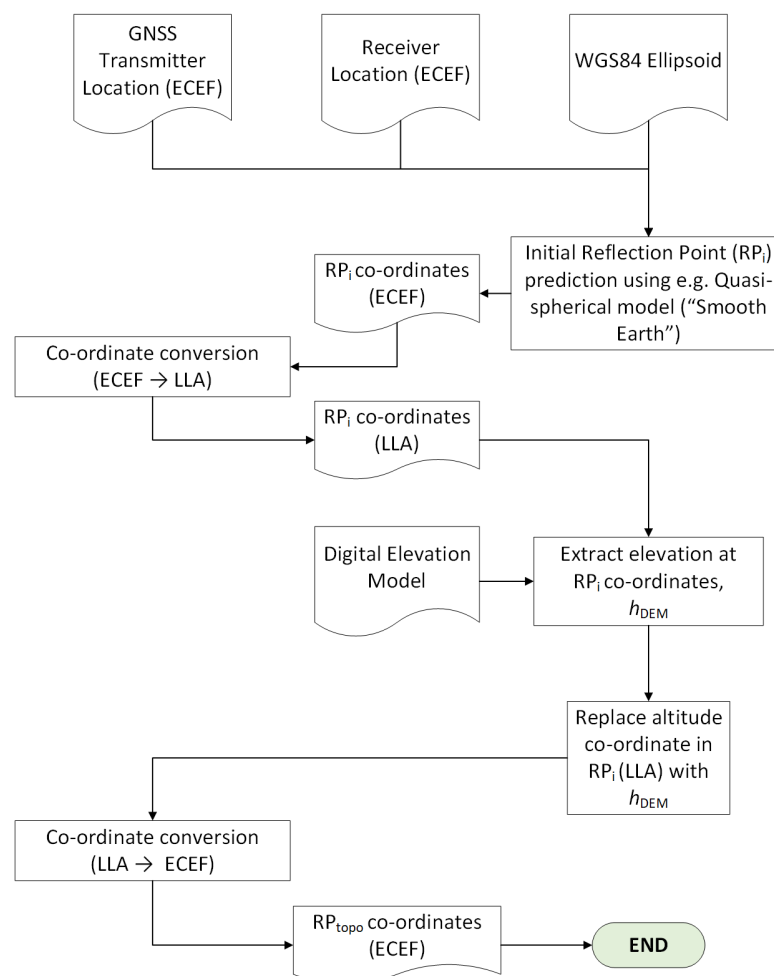 GNSS
Transmitter
Location (ECEF)
Receiver
Location (ECEF)
WGS84 Ellipsoid
Initial Reflection Point (RPi)
prediction using e.g. Quasi-
spherical model (“Smooth
Earth”)
RPi co-ordinates
(ECEF)
Co-ordinate conversion
(ECEF → LLA)
RPi co-ordinates
(LLA)
Digital Elevation
Model
Extract elevation at
RPi co-ordinates,
hDEM
Replace altitude
co-ordinate in
RPi (LLA) with
hDEM
Co-ordinate conversion
(LLA → ECEF)
RPtopo co-ordinates
(ECEF)
END